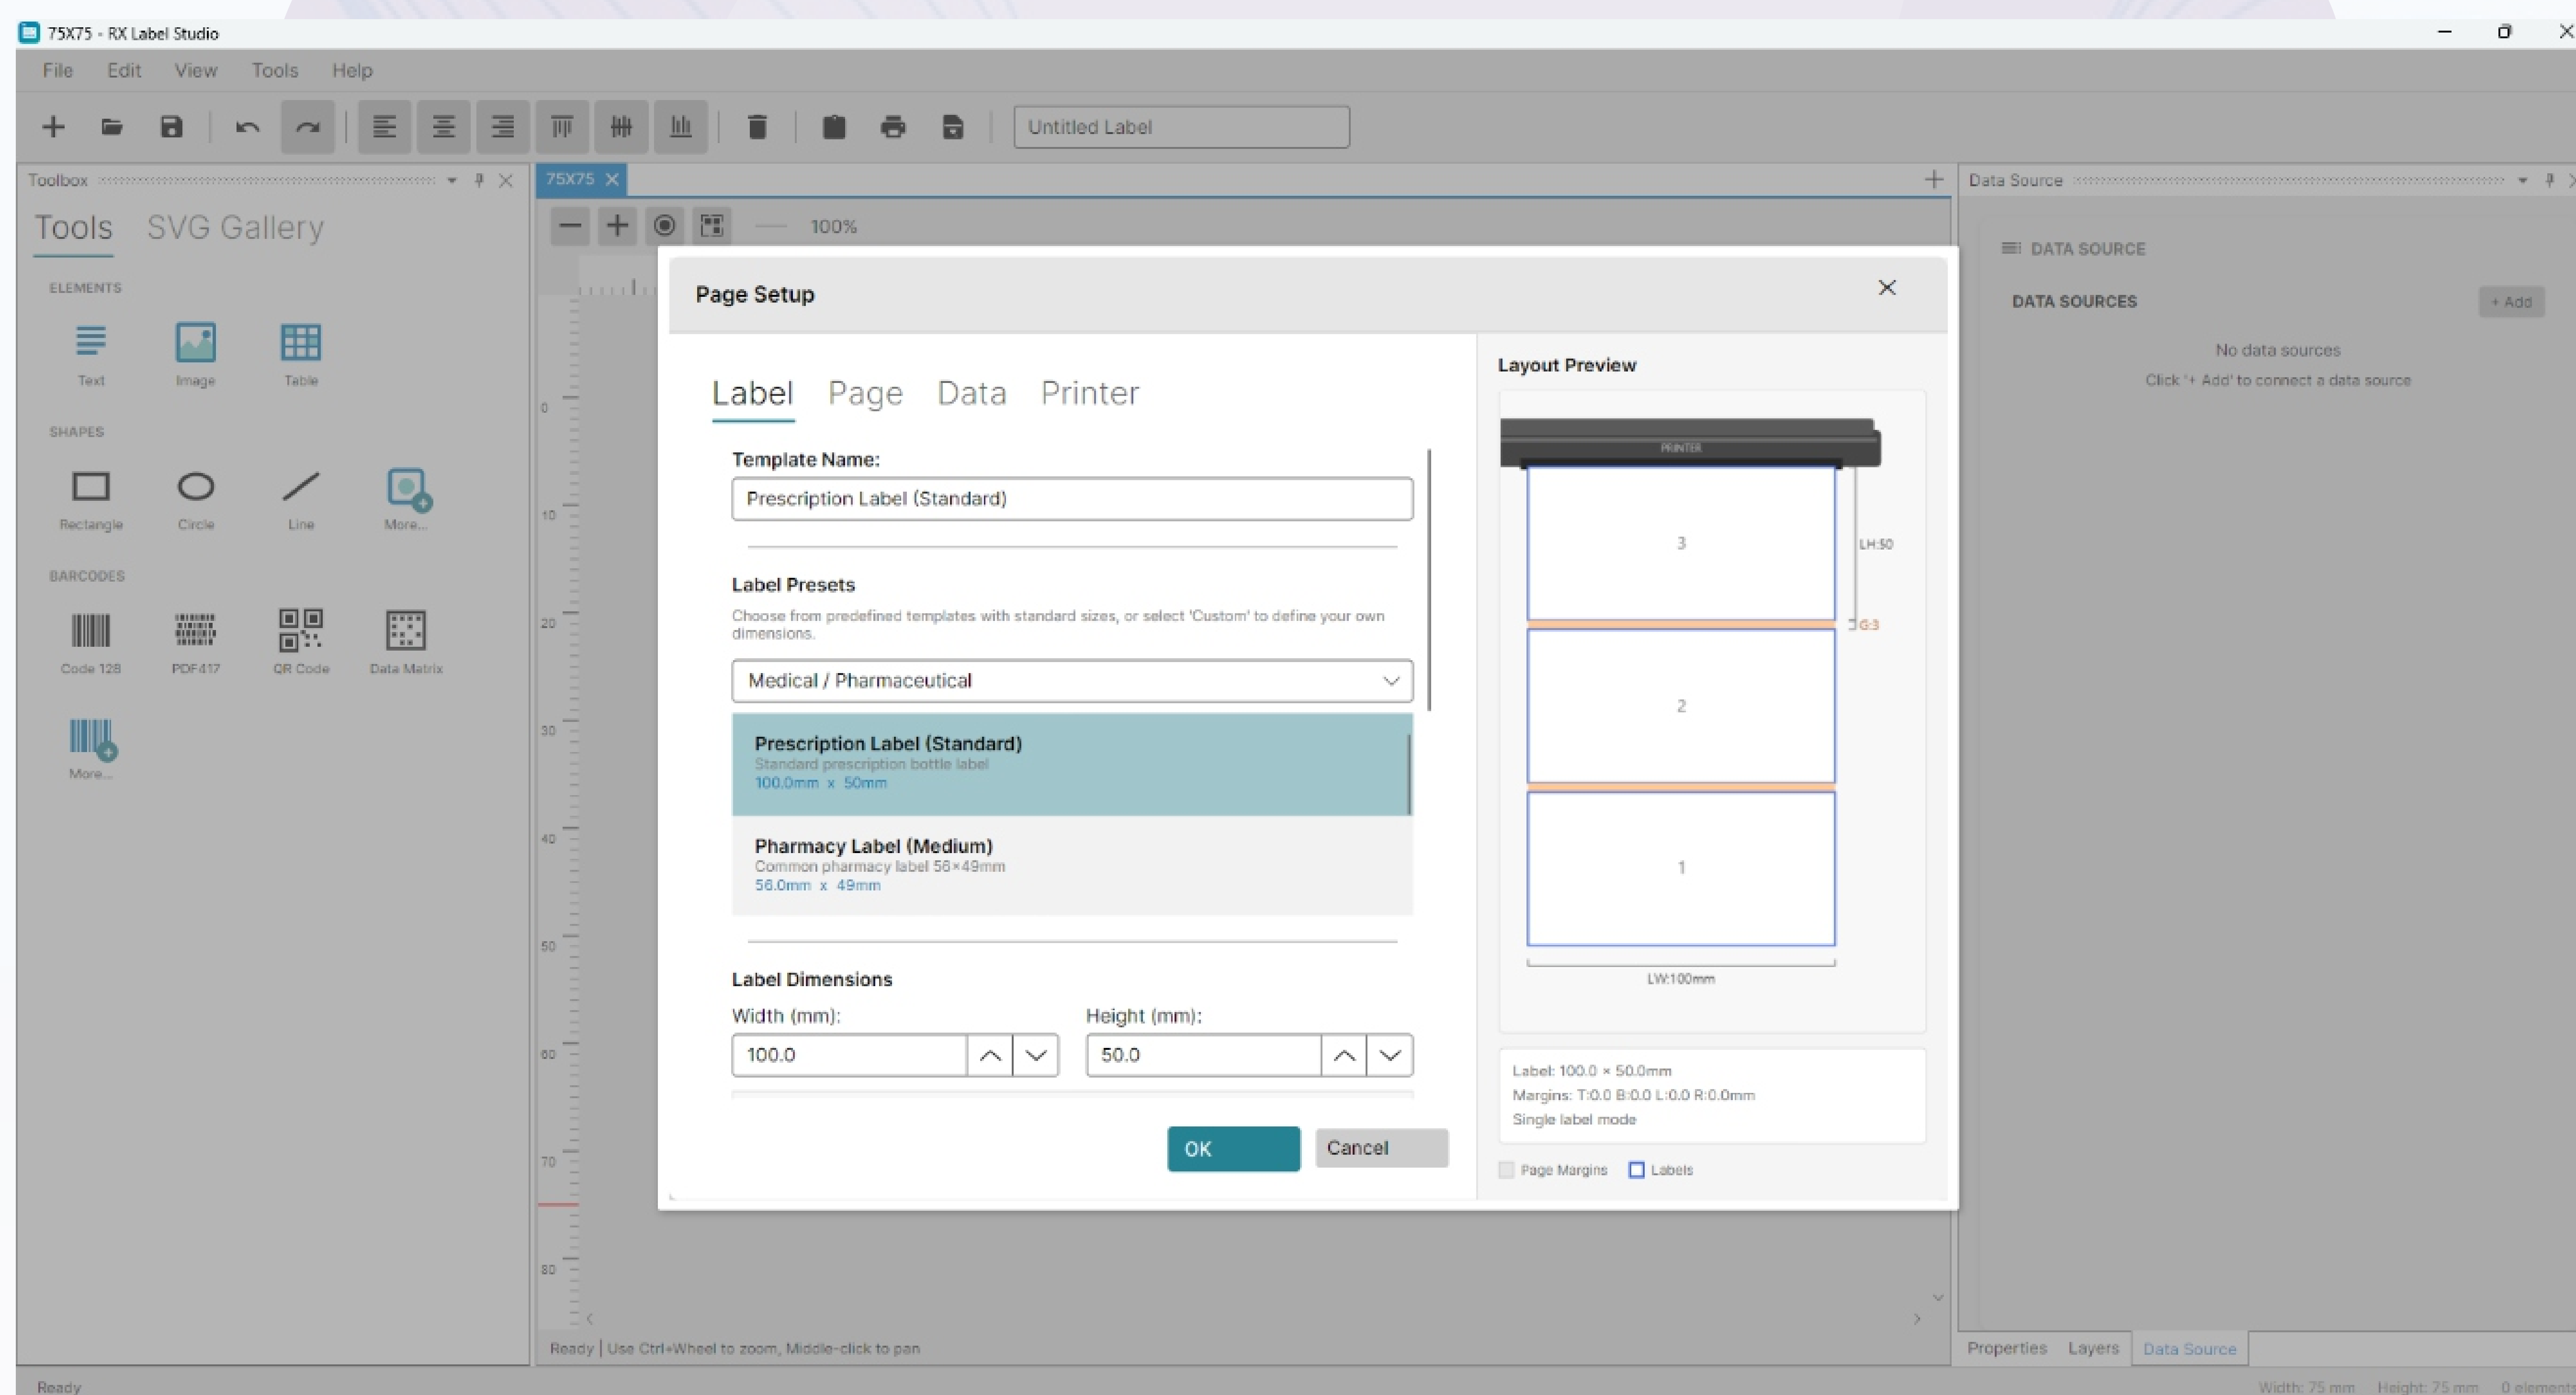 75X75 - RX Label Studio
File Edit View Tools Help
Untitled Label
Toolbox
75X75
Data Source
Tools SVG Gallery
100%
ELEMENTS
Text Image Table
SHAPES
Rectangle Circle Line More...
BARCODES
Code 128 PDF417 QR Code Data Matrix
More...
0
10
20
30
40
50
60
70
80
Page Setup
Label Page Data Printer
Template Name:
Prescription Label (Standard)
Label Presets
Choose from predefined templates with standard sizes, or select 'Custom' to define your own
dimensions.
Medical / Pharmaceutical
Prescription Label (Standard)
Standard prescription bottle label
100.0mm x 50mm
Pharmacy Label (Medium)
Common pharmacy label 56×49mm
56.0mm x 49mm
Label Dimensions
Width (mm): Height (mm):
100.0 50.0
OK Cancel
Layout Preview
PRINTER
3
LH:50
G:3
2
1
LW:100mm
Label: 100.0 × 50.0mm
Margins: T:0.0 B:0.0 L:0.0 R:0.0mm
Single label mode
Page Margins Labels
DATA SOURCE
DATA SOURCES + Add
No data sources
Click '+ Add' to connect a data source
Ready | Use Ctrl+Wheel to zoom, Middle-click to pan
Properties Layers Data Source
Ready
Width: 75 mm Height: 75 mm 0 element